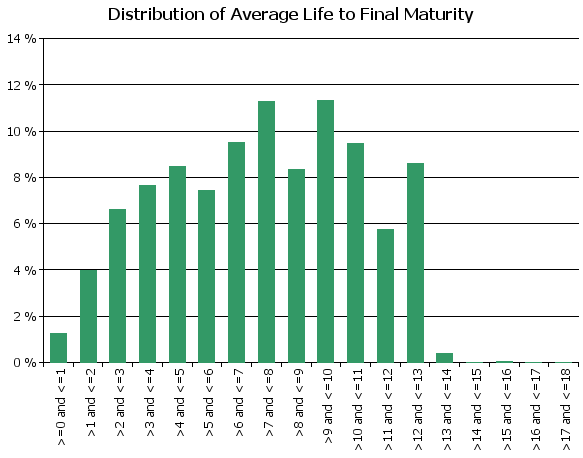 Distribution of Average Life to Final Maturity
14 %
12 %
10 %
8 %
6 %
4 %
2 %
0 %
>=0 and <=1
>1 and <=2
>2 and <=3
>3 and <=4
>4 and <=5
>5 and <=6
>6 and <=7
>7 and <=8
>8 and <=9
>9 and <=10
>10 and <=11
>11 and <=12
>12 and <=13
>13 and <=14
>14 and <=15
>15 and <=16
>16 and <=17
>17 and <=18